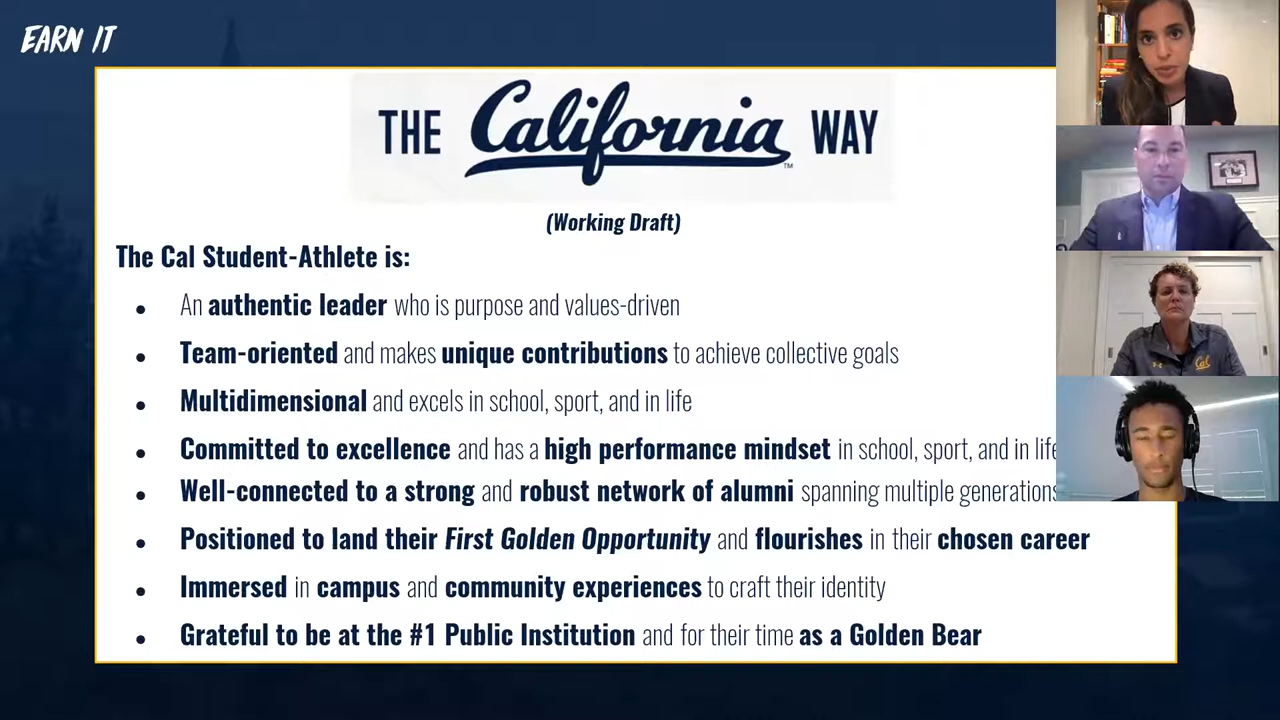 EARN IT
THE California WAY
™
(Working Draft)
The Cal Student-Athlete is:
• An authentic leader who is purpose and values-driven
• Team-oriented and makes unique contributions to achieve collective goals
• Multidimensional and excels in school, sport, and in life
• Committed to excellence and has a high performance mindset in school, sport, and in life
• Well-connected to a strong and robust network of alumni spanning multiple generations
• Positioned to land their First Golden Opportunity and flourishes in their chosen career
• Immersed in campus and community experiences to craft their identity
• Grateful to be at the #1 Public Institution and for their time as a Golden Bear
Cal